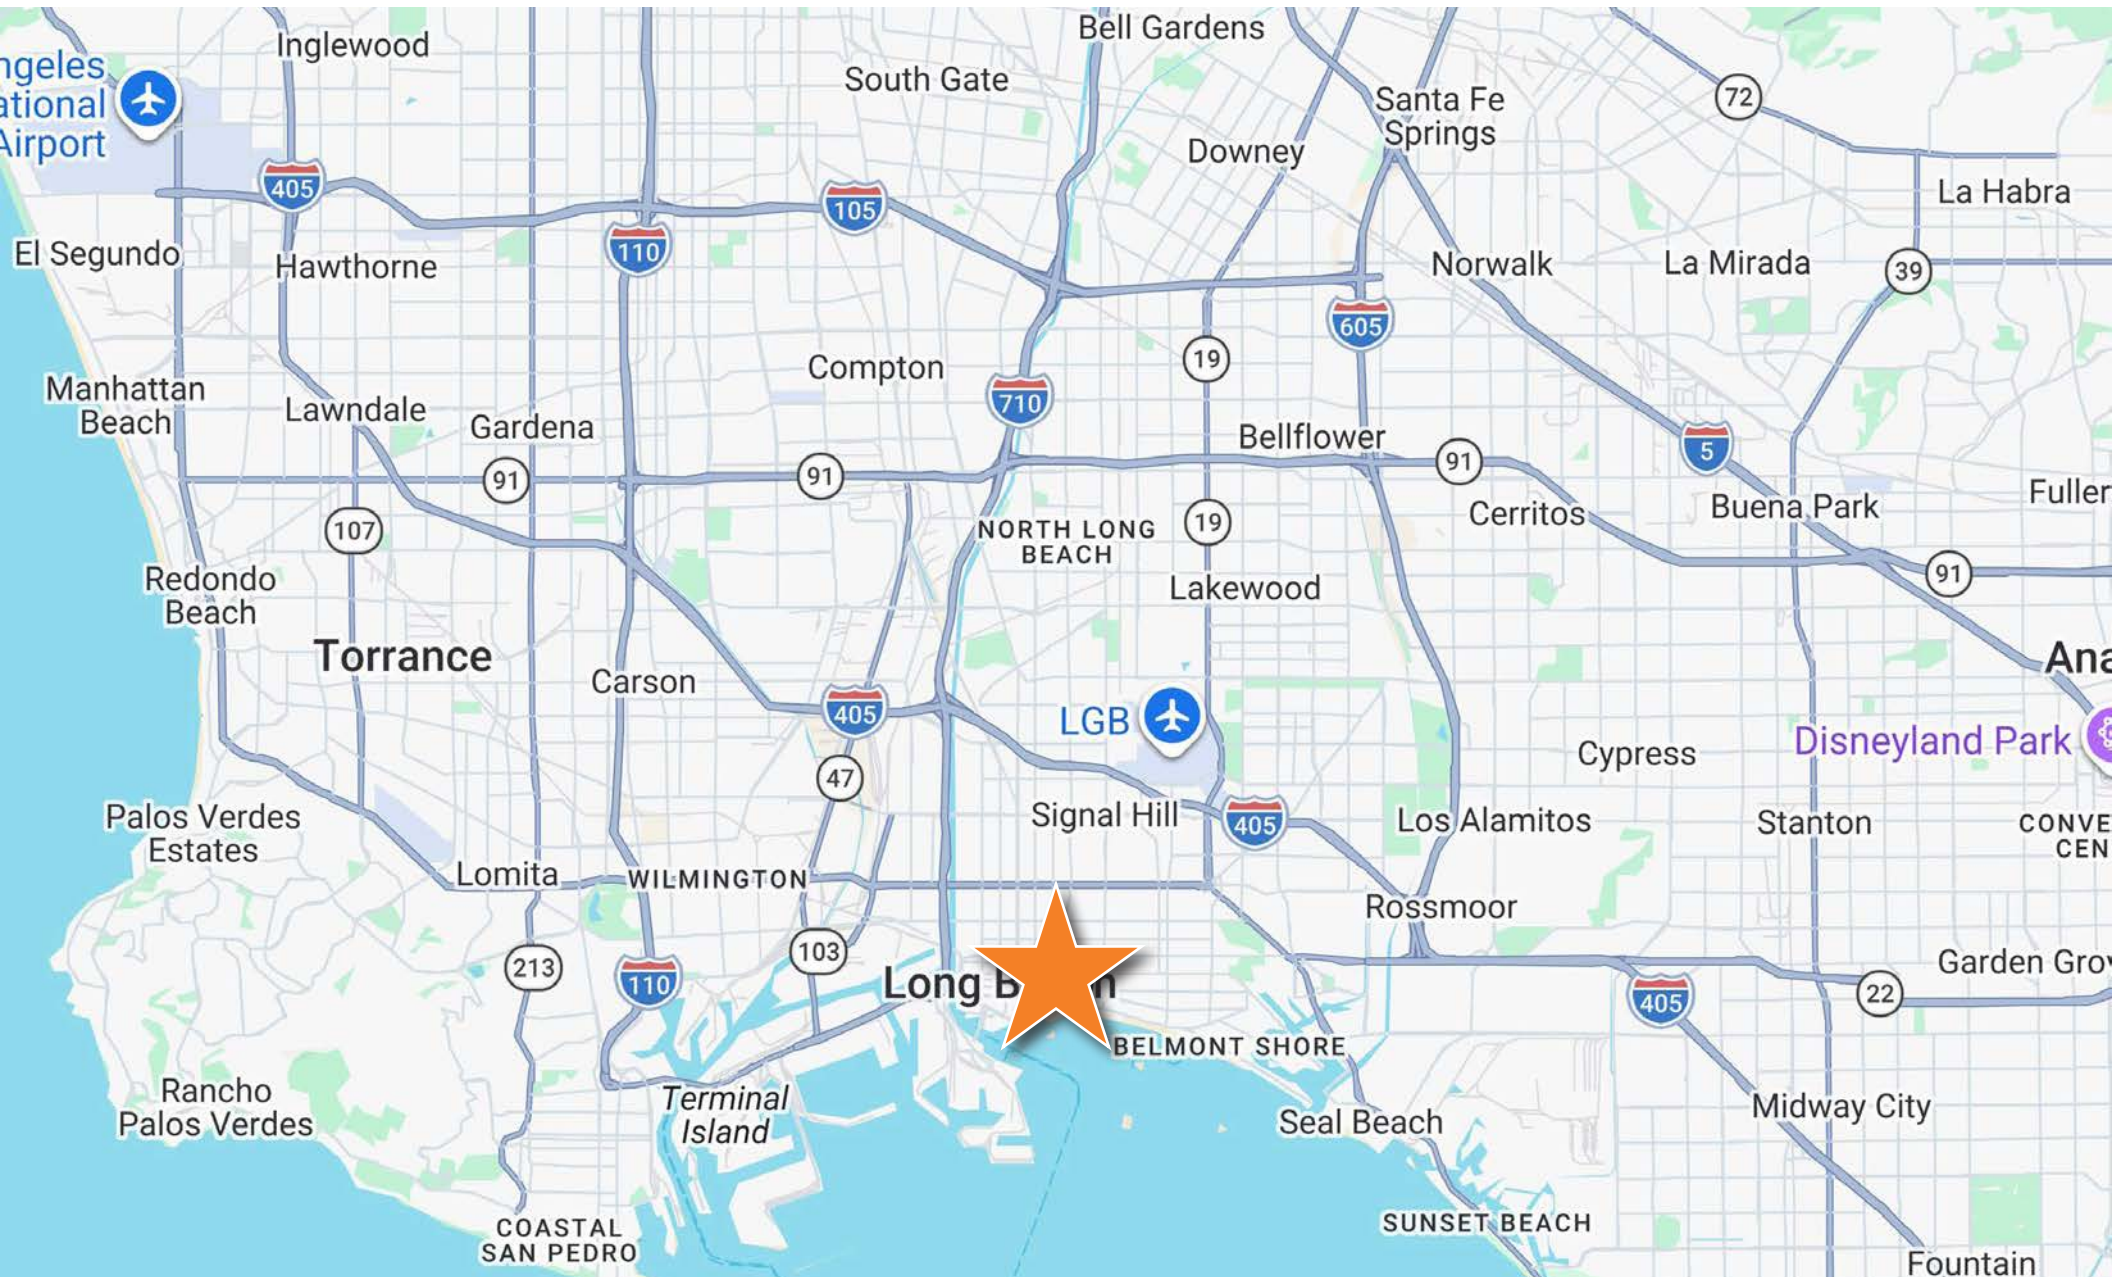 Inglewood
Bell Gardens
ngeles
ational
Airport
South Gate
72
Santa Fe
Springs
Downey
405
105
La Habra
110
El Segundo
Hawthorne
Norwalk
La Mirada
39
605
19
Compton
Manhattan
Beach
Lawndale
710
Gardena
Bellflower
5
91
91
91
Fuller
Buena Park
Cerritos
107
NORTH LONG
BEACH
19
Redondo
Beach
Lakewood
91
Torrance
Carson
Ana
405
LGB
Disneyland Park
Cypress
47
Palos Verdes
Estates
Signal Hill
405
Los Alamitos
Stanton
CONVE
CEN
Lomita
WILMINGTON
Rossmoor
213
103
110
Long B
h
405
22
Garden Gro
BELMONT SHORE
Rancho
Palos Verdes
Terminal
Island
Seal Beach
Midway City
COASTAL
SAN PEDRO
SUNSET BEACH
Fountain